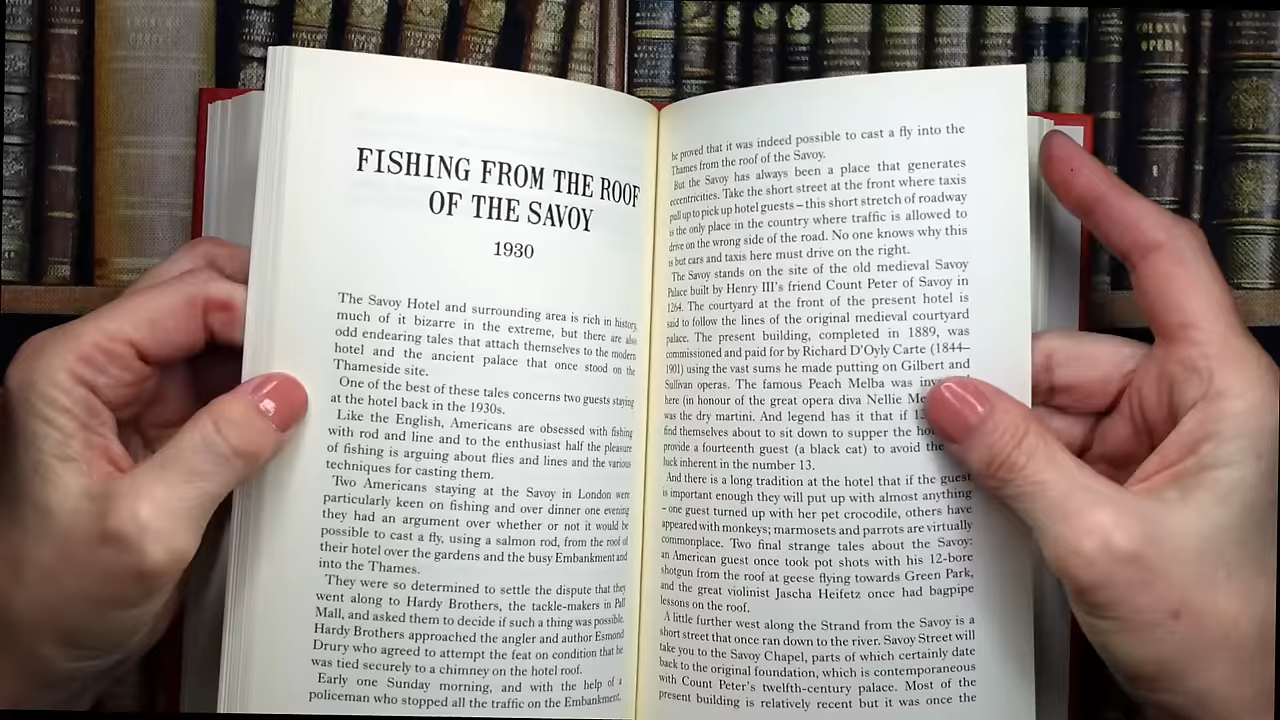 COLONNA
OPERA.
FISHING FROM THE ROOF
OF THE SAVOY
1930
The Savoy Hotel and surrounding area is rich in history,
much of it bizarre in the extreme, but there are also
odd endearing tales that attach themselves to the modern
hotel and the ancient palace that once stood on the
Thameside site.
One of the best of these tales concerns two guests staying
at the hotel back in the 1930s.
Like the English, Americans are obsessed with fishing
with rod and line and to the enthusiast half the pleasure
of fishing is arguing about flies and lines and the various
techniques for casting them.
Two Americans staying at the Savoy in London were
particularly keen on fishing and over dinner one evening
they had an argument over whether or not it would be
possible to cast a fly, using a salmon rod, from the roof of
their hotel over the gardens and the busy Embankment and
into the Thames.
They were so determined to settle the dispute that they
went along to Hardy Brothers, the tackle-makers in Pall
Mall, and asked them to decide if such a thing was possible.
Hardy Brothers approached the angler and author Esmond
Drury who agreed to attempt the feat on condition that he
was tied securely to a chimney on the hotel roof.
Early one Sunday morning, and with the help of a
policeman who stopped all the traffic on the Embankment,
he proved that it was indeed possible to cast a fly into the
Thames from the roof of the Savoy.
But the Savoy has always been a place that generates
eccentricities. Take the short street at the front where taxis
pull up to pick up hotel guests – this short stretch of roadway
is the only place in the country where traffic is allowed to
drive on the wrong side of the road. No one knows why this
is but cars and taxis here must drive on the right.
The Savoy stands on the site of the old medieval Savoy
Palace built by Henry III's friend Count Peter of Savoy in
1264. The courtyard at the front of the present hotel is
said to follow the lines of the original medieval courtyard
palace. The present building, completed in 1889, was
commissioned and paid for by Richard D'Oyly Carte (1844–
1901) using the vast sums he made putting on Gilbert and
Sullivan operas. The famous Peach Melba was
here (in honour of the great opera diva Nellie
was the dry martini. And legend has it that if
find themselves about to sit down to supper the
provide a fourteenth guest (a black cat) to avoid the
luck inherent in the number 13.
And there is a long tradition at the hotel that if the guest
is important enough they will put up with almost anything
– one guest turned up with her pet crocodile, others have
appeared with monkeys; marmosets and parrots are virtually
commonplace. Two final strange tales about the Savoy:
an American guest once took pot shots with his 12-bore
shotgun from the roof at geese flying towards Green Park,
and the great violinist Jascha Heifetz once had bagpipe
lessons on the roof.
A little further west along the Strand from the Savoy is a
short street that once ran down to the river. Savoy Street will
take you to the Savoy Chapel, parts of which certainly date
back to the original foundation, which is contemporaneous
with Count Peter's twelfth-century palace. Most of the
present building is relatively recent but it was once the